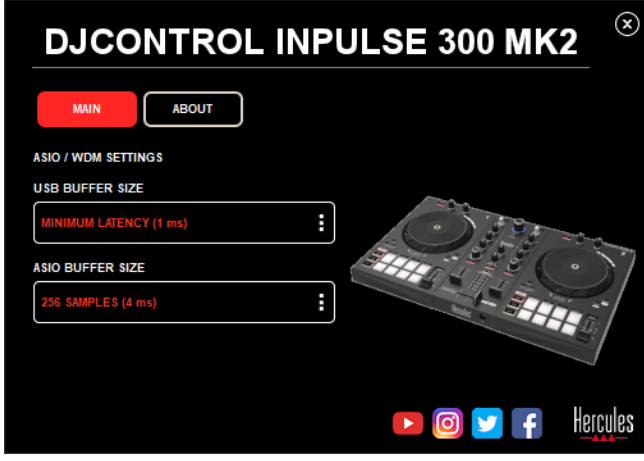 DJCONTROL INPULSE 300 MK2
MAIN
ABOUT
ASIO / WDM SETTINGS
USB BUFFER SIZE
MINIMUM LATENCY (1 ms)
ASIO BUFFER SIZE
256 SAMPLES (4 ms)
Hercules
Hercules